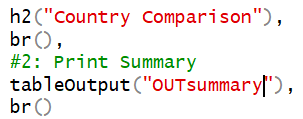 h2("Country Comparison"),
br(),
#2: Print Summary
tableOutput("OUTsummary"),
br()